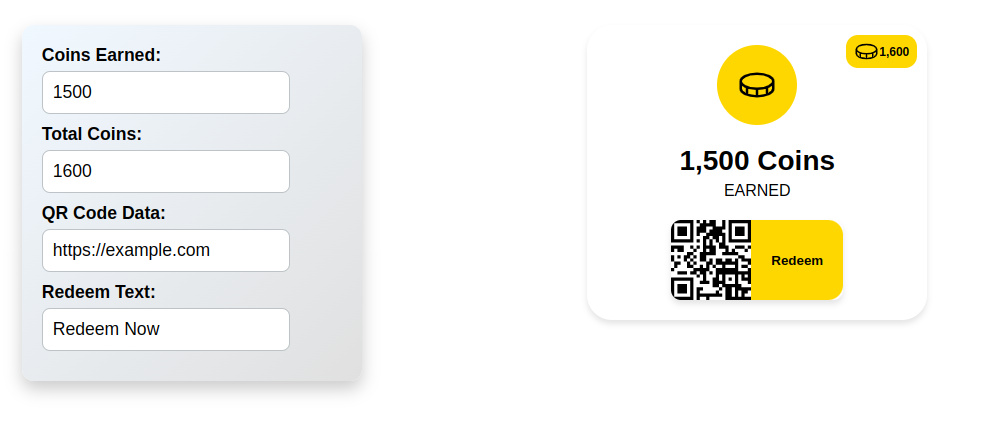 Coins Earned:
1500
Total Coins:
1600
QR Code Data:
https://example.com
Redeem Text:
Redeem Now
1,600
1,500 Coins
EARNED
Redeem